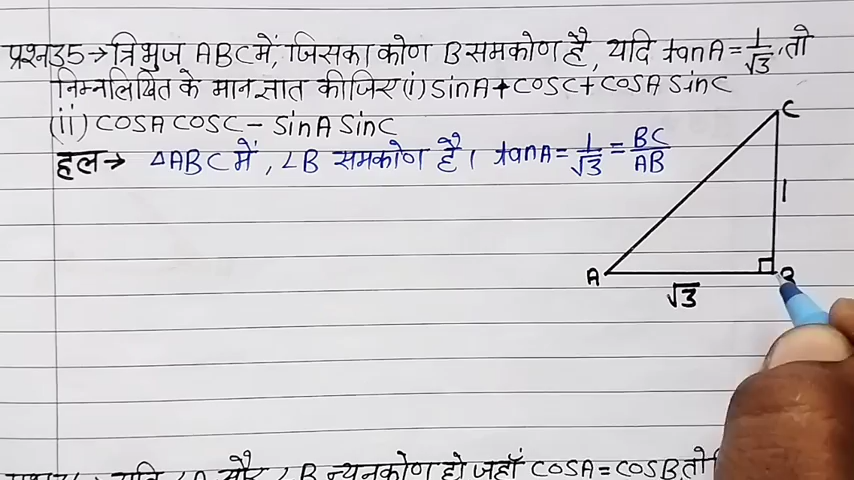 प्रश्न35→ त्रिभुज ABC में, जिसका कोण B समकोण है, यदि tanA = 1/√3, तो
निम्नलिखित के मान ज्ञात कीजिए (i) sinA + cosC + cosA sinC
(ii) cosA cosC - sinA sinC
हल→ △ABC में, ∠B समकोण है। tanA = 1/√3 = BC/AB
C
1
A
B
√3
यदि ∠A और ∠B न्यूनकोण हो जहाँ cosA = cosB, तो